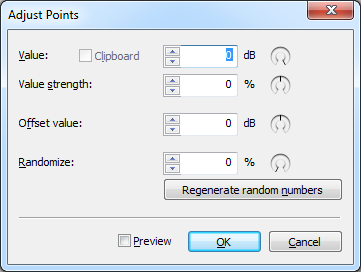 Adjust Points
Value: Clipboard 0 dB
Value strength: 0 %
Offset value: 0 dB
Randomize: 0 %
Regenerate random numbers
Preview OK Cancel